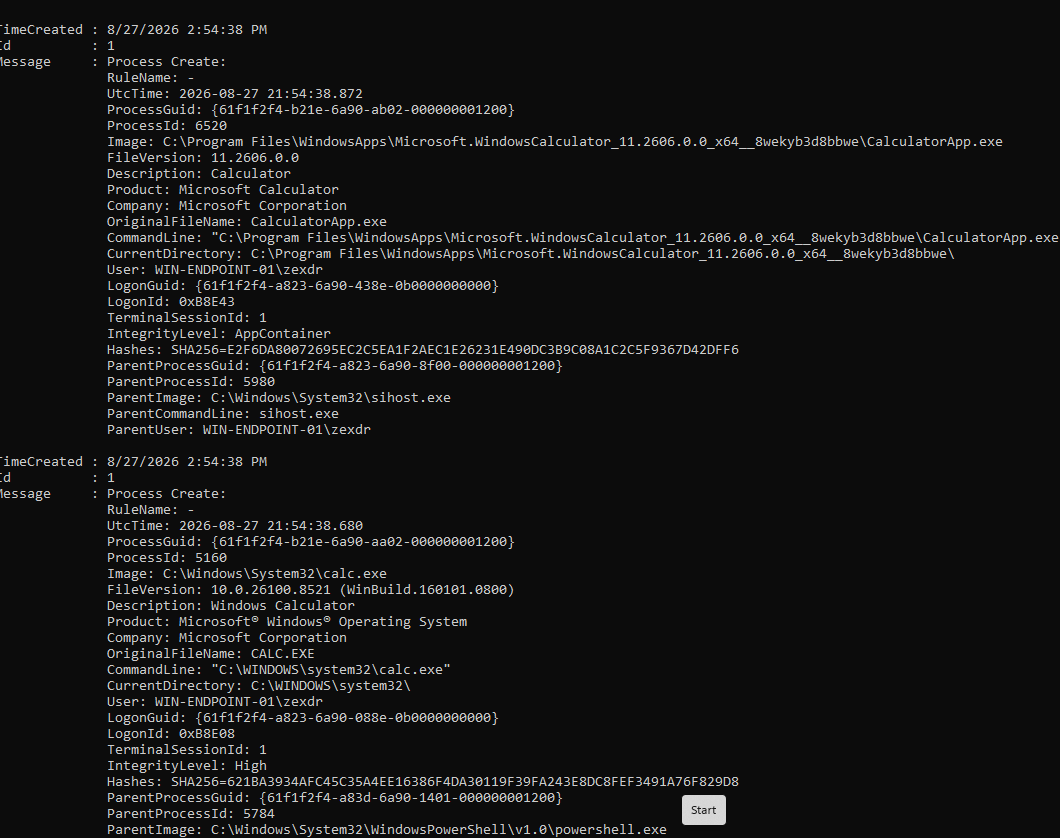 TimeCreated : 8/27/2026 2:54:38 PM
Id : 1
Message : Process Create:
RuleName: -
UtcTime: 2026-08-27 21:54:38.872
ProcessGuid: {61f1f2f4-b21e-6a90-ab02-000000001200}
ProcessId: 6520
Image: C:\Program Files\WindowsApps\Microsoft.WindowsCalculator_11.2606.0.0_x64__8wekyb3d8bbwe\CalculatorApp.exe
FileVersion: 11.2606.0.0
Description: Calculator
Product: Microsoft Calculator
Company: Microsoft Corporation
OriginalFileName: CalculatorApp.exe
CommandLine: "C:\Program Files\WindowsApps\Microsoft.WindowsCalculator_11.2606.0.0_x64__8wekyb3d8bbwe\CalculatorApp.exe
CurrentDirectory: C:\Program Files\WindowsApps\Microsoft.WindowsCalculator_11.2606.0.0_x64__8wekyb3d8bbwe\
User: WIN-ENDPOINT-01\zexdr
LogonGuid: {61f1f2f4-a823-6a90-438e-0b0000000000}
LogonId: 0xB8E43
TerminalSessionId: 1
IntegrityLevel: AppContainer
Hashes: SHA256=E2F6DA80072695EC2C5EA1F2AEC1E26231E490DC3B9C08A1C2C5F9367D42DFF6
ParentProcessGuid: {61f1f2f4-a823-6a90-8f00-000000001200}
ParentProcessId: 5980
ParentImage: C:\Windows\System32\sihost.exe
ParentCommandLine: sihost.exe
ParentUser: WIN-ENDPOINT-01\zexdr
TimeCreated : 8/27/2026 2:54:38 PM
Id : 1
Message : Process Create:
RuleName: -
UtcTime: 2026-08-27 21:54:38.680
ProcessGuid: {61f1f2f4-b21e-6a90-aa02-000000001200}
ProcessId: 5160
Image: C:\Windows\System32\calc.exe
FileVersion: 10.0.26100.8521 (WinBuild.160101.0800)
Description: Windows Calculator
Product: Microsoft® Windows® Operating System
Company: Microsoft Corporation
OriginalFileName: CALC.EXE
CommandLine: "C:\WINDOWS\system32\calc.exe"
CurrentDirectory: C:\WINDOWS\system32\
User: WIN-ENDPOINT-01\zexdr
LogonGuid: {61f1f2f4-a823-6a90-088e-0b0000000000}
LogonId: 0xB8E08
TerminalSessionId: 1
IntegrityLevel: High
Hashes: SHA256=621BA3934AFC45C35A4EE16386F4DA30119F39FA243E8DC8FEF3491A76F829D8
ParentProcessGuid: {61f1f2f4-a83d-6a90-1401-000000001200}
ParentProcessId: 5784
Start
ParentImage: C:\Windows\System32\WindowsPowerShell\v1.0\powershell.exe